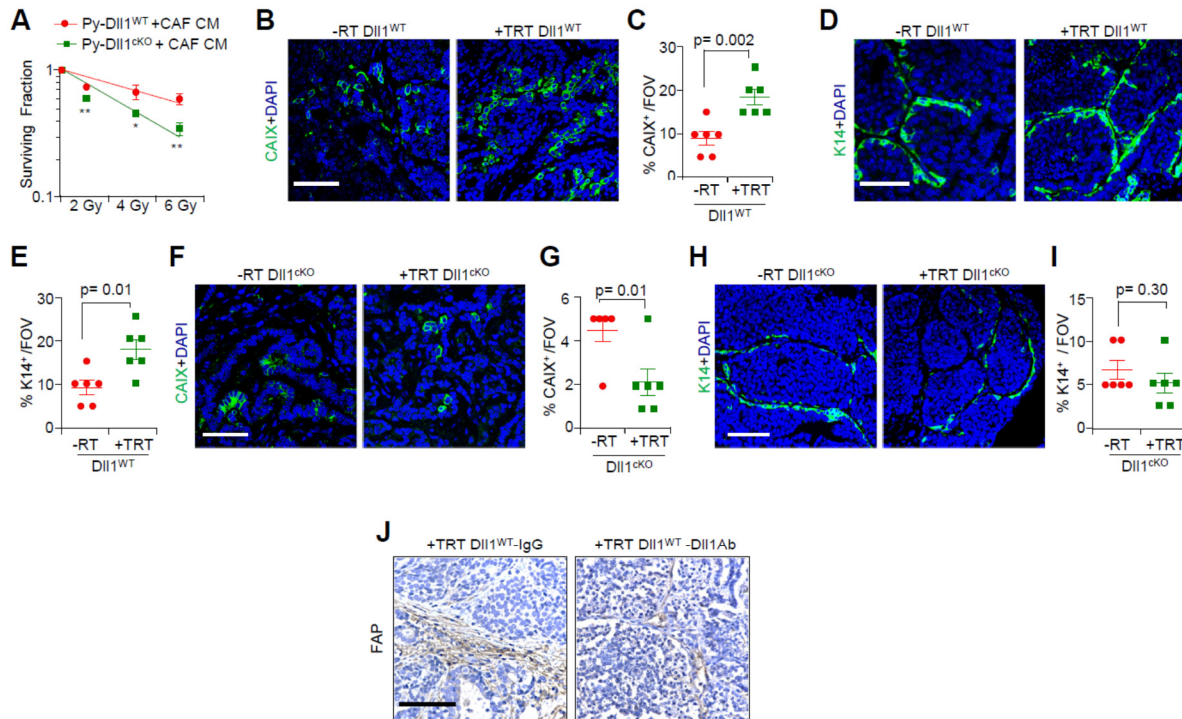 A
Py-Dll1WT +CAF CM
Py-Dll1cKO + CAF CM
Surviving Fraction
1
0.1
2 Gy 4 Gy 6 Gy
**
*
**
B
-RT Dll1WT
+TRT Dll1WT
CAIX+DAPI
C
p= 0.002
% CAIX+/FOV
30
20
10
0
-RT +TRT
Dll1WT
D
-RT Dll1WT
+TRT Dll1WT
K14+DAPI
E
p= 0.01
% K14+/FOV
30
20
10
0
-RT +TRT
Dll1WT
F
-RT Dll1cKO
+TRT Dll1cKO
CAIX+DAPI
G
p= 0.01
% CAIX+/FOV
6
4
2
0
-RT +TRT
Dll1cKO
H
-RT Dll1cKO
+TRT Dll1cKO
K14+DAPI
I
p= 0.30
% K14+ / FOV
15
10
5
0
-RT +TRT
Dll1cKO
J
+TRT Dll1WT-IgG
+TRT Dll1WT -Dll1Ab
FAP